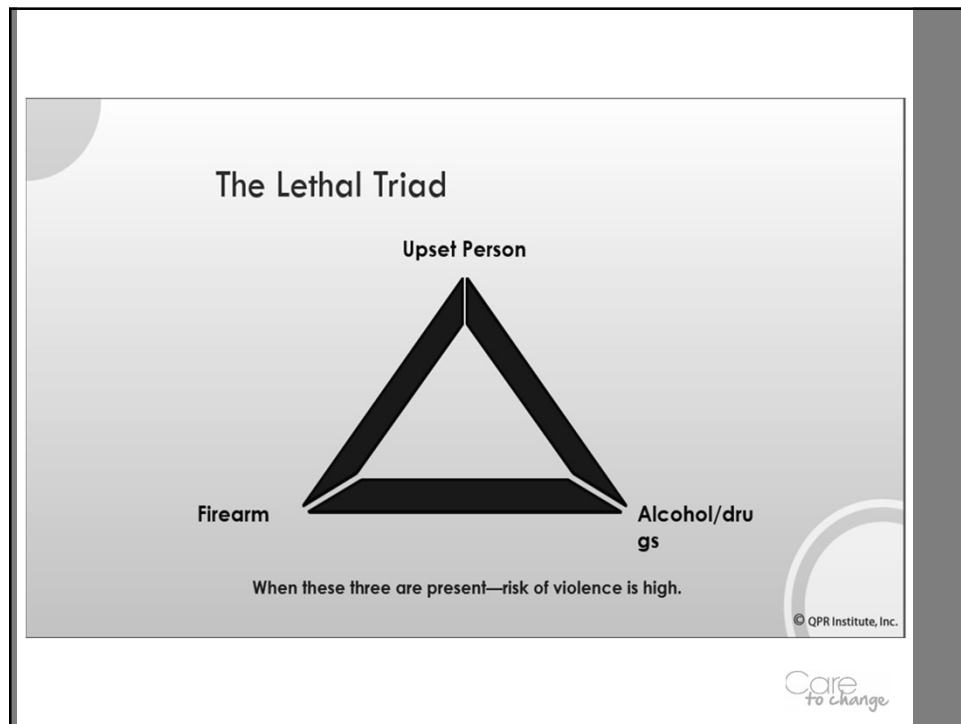 The Lethal Triad
Upset Person
Firearm
Alcohol/dru
gs
When these three are present—risk of violence is high.
© QPR Institute, Inc.
Care
to change